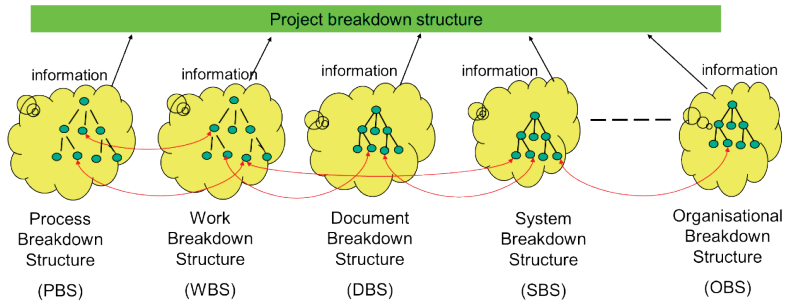 Project breakdown structure
information
information
information
information
information
Process
Breakdown
Structure
(PBS)
Work
Breakdown
Structure
(WBS)
Document
Breakdown
Structure
(DBS)
System
Breakdown
Structure
(SBS)
Organisational
Breakdown
Structure
(OBS)